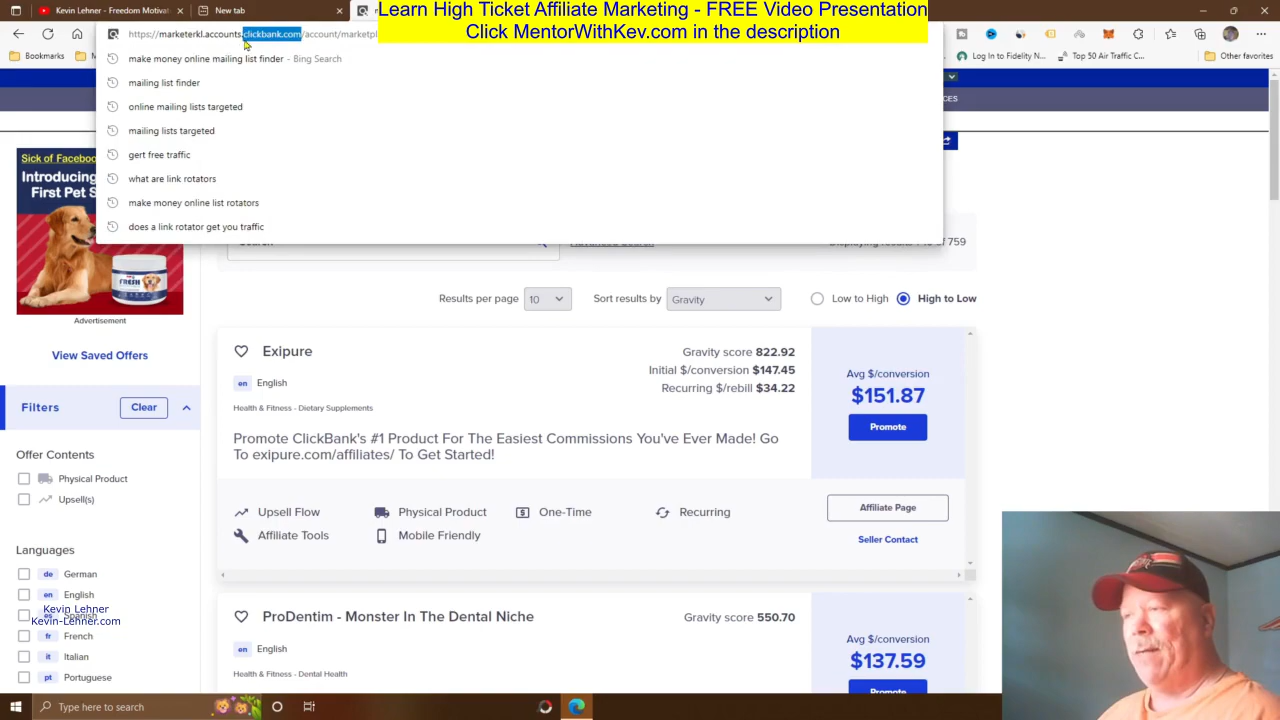 Learn High Ticket Affiliate Marketing - FREE Video Presentation
Click MentorWithKev.com in the description
(8) Freedom Motivated
New tab
https://marketerkl.accounts.clickbank.com/account/marketpl
make money online mailing list finder - Bing Search
mailing list finder
online mailing lists targeted
mailing lists targeted
gert free traffic
what are link rotators
make money online list rotators
does a link rotator get you traffic
Bookmarks
Log In to Felicity N...
Top 50 Air Traffic C...
Other favorites
Sick of Facebook
Introducing
First Pet S
FRESH
Advertisement
View Saved Offers
Filters
Clear
Offer Contents
Physical Product
Upsell(s)
Languages
de German
en English
es Spanish
fr French
it Italian
pt Portuguese
Kevin Lehner
Kevin-Lehner.com
of 759
Results per page
10
Sort results by
Gravity
Low to High
High to Low
Exipure
en English
Health & Fitness - Dietary Supplements
Gravity score 822.92
Initial $/conversion $147.45
Recurring $/rebill $34.22
Avg $/conversion
$151.87
Promote
Promote ClickBank's #1 Product For The Easiest Commissions You've Ever Made! Go
To exipure.com/affiliates/ To Get Started!
Upsell Flow
Physical Product
One-Time
Recurring
Affiliate Tools
Mobile Friendly
Affiliate Page
Seller Contact
ProDentim - Monster In The Dental Niche
en English
Health & Fitness - Dental Health
Gravity score 550.70
Avg $/conversion
$137.59
Promote
Type here to search